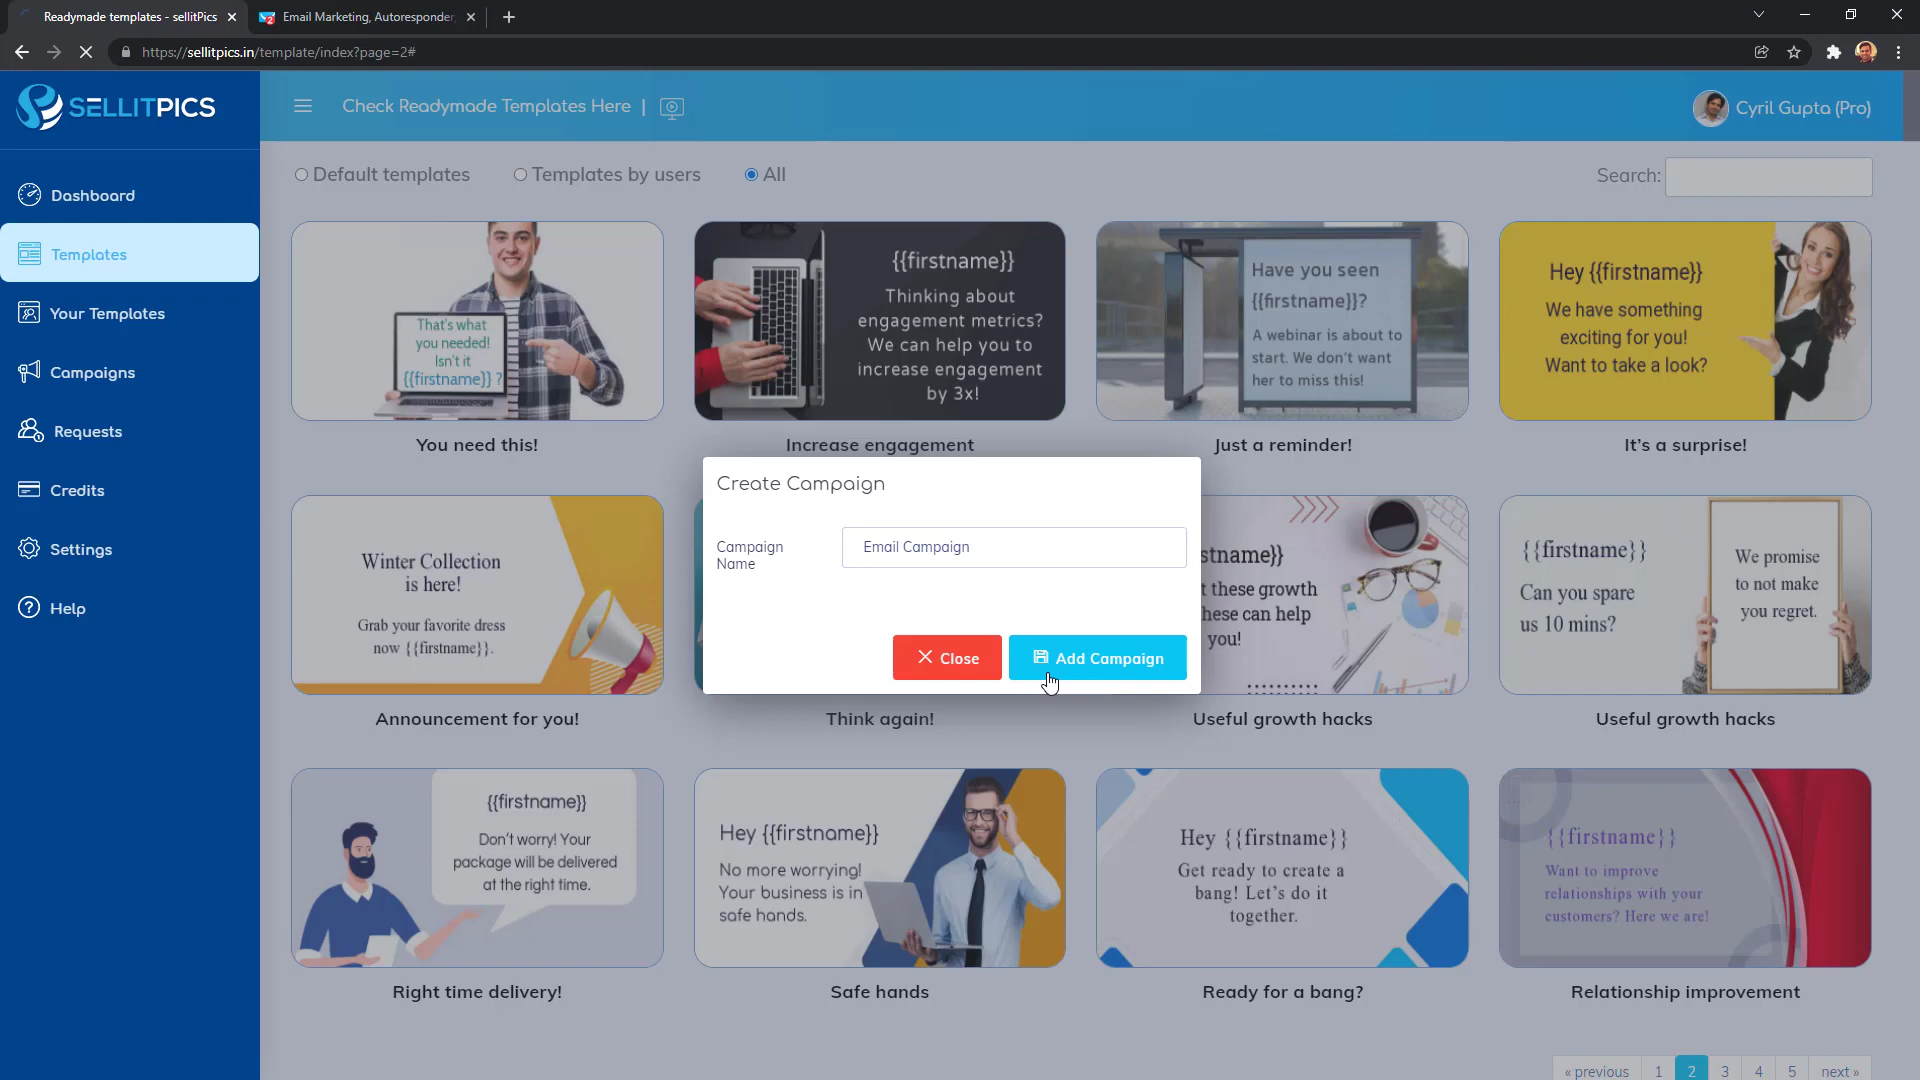 Readymade templates - sellitPics
Email Marketing, Autoresponder,
https://sellitpics.in/template/index?page=2#
SELLITPICS
Check Readymade Templates Here |
Cyril Gupta (Pro)
Dashboard
Templates
Your Templates
Campaigns
Requests
Credits
Settings
Help
Default templates
Templates by users
All
Search:
That's what
you needed!
Isn't it
{{firstname}} ?
You need this!
{{firstname}}
Thinking about
engagement metrics?
We can help you to
increase engagement
by 3x!
Increase engagement
Have you seen
{{firstname}}?
A webinar is about to
start. We don't want
her to miss this!
Just a reminder!
Hey {{firstname}}
We have something
exciting for you!
Want to take a look?
It's a surprise!
Create Campaign
Campaign
Name
Email Campaign
Close
Add Campaign
Winter Collection
is here!
Grab your favorite dress
now {{firstname}}.
Announcement for you!
Think again!
stname}}
t these growth
hese can help
you!
Useful growth hacks
{{firstname}}
Can you spare
us 10 mins?
We promise
to not make
you regret.
Useful growth hacks
{{firstname}}
Don't worry! Your
package will be delivered
at the right time.
Right time delivery!
Hey {{firstname}}
No more worrying!
Your business is in
safe hands.
Safe hands
Hey {{firstname}}
Get ready to create a
bang! Let's do it
together.
Ready for a bang?
{{firstname}}
Want to improve
relationships with your
customers? Here we are!
Relationship improvement
« previous 1 2 3 4 5 next »